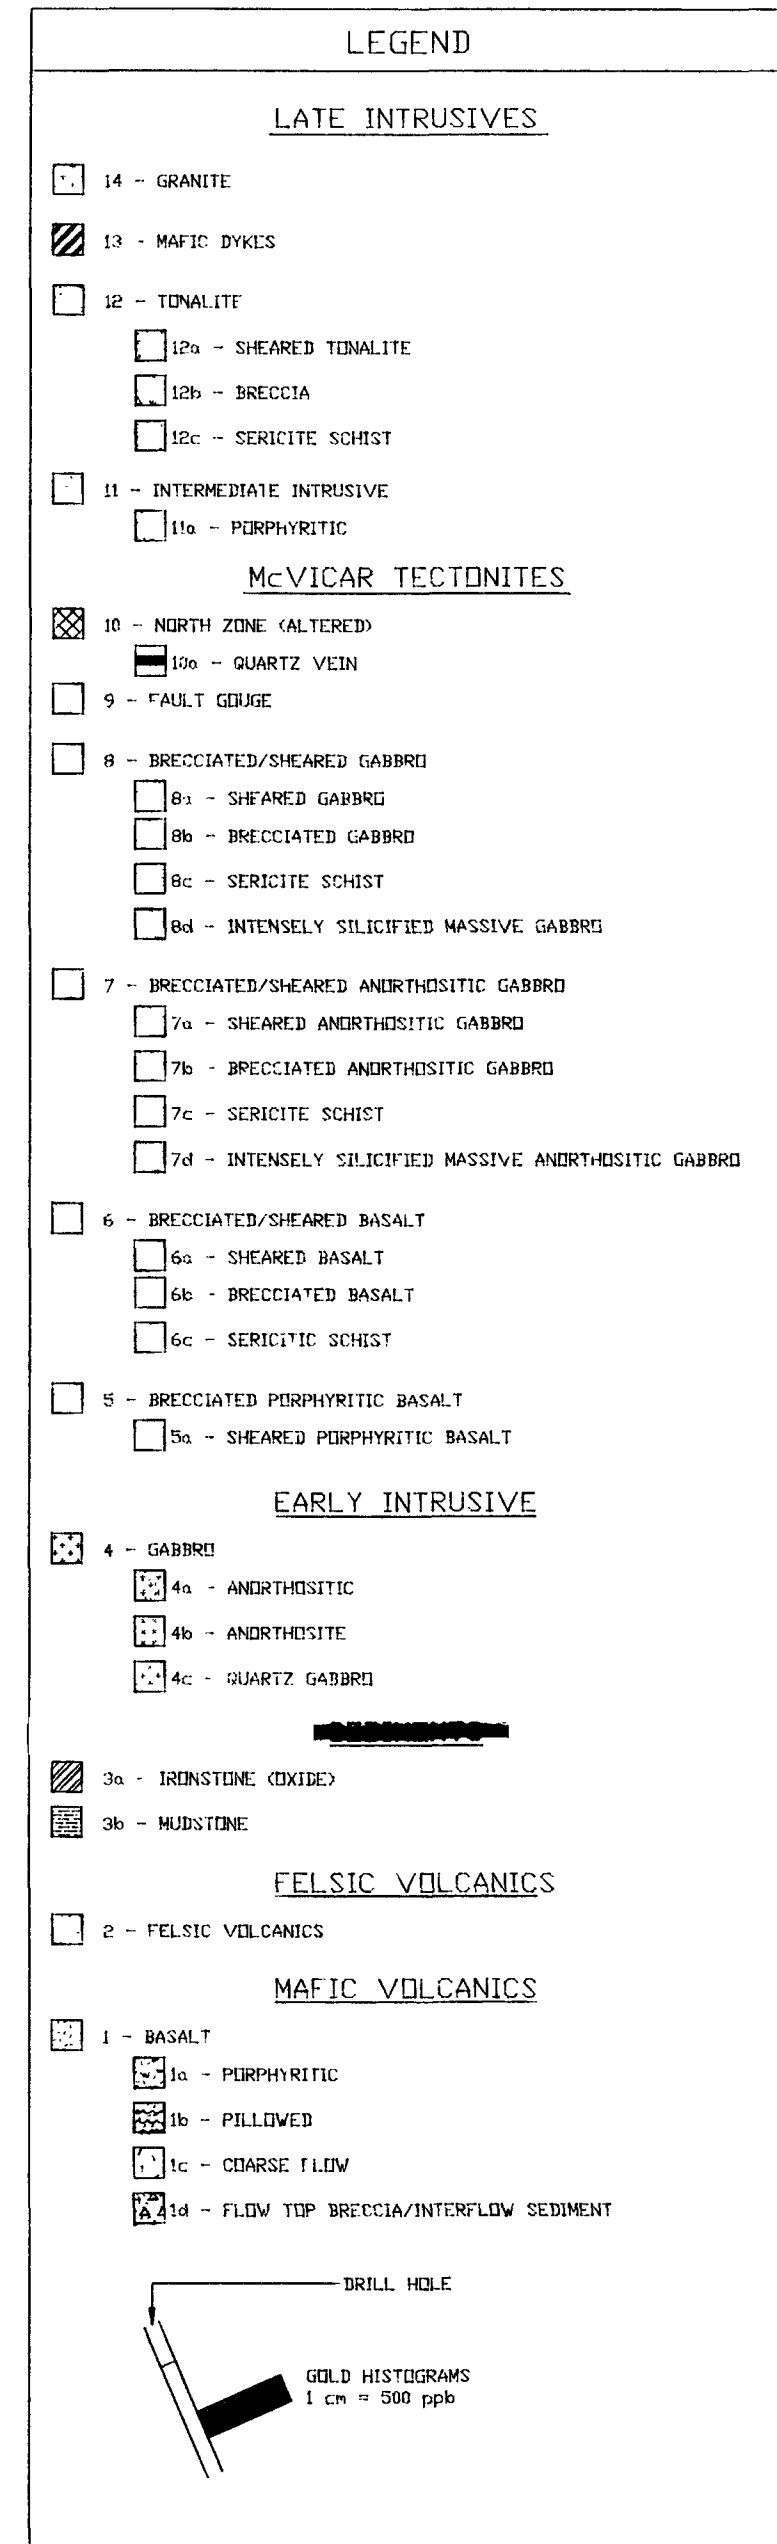 LEGEND
LATE INTRUSIVES
14 - GRANITE
13 - MAFIC DYKES
12 - TONALITE
12a - SHEARED TONALITE
12b - BRECCIA
12c - SERICITE SCHIST
11 - INTERMEDIATE INTRUSIVE
11a - PORPHYRITIC
McVICAR TECTONITES
10 - NORTH ZONE (ALTERED)
10a - QUARTZ VEIN
9 - FAULT GOUGE
8 - BRECCIATED/SHEARED GABBRO
8a - SHEARED GABBRO
8b - BRECCIATED GABBRO
8c - SERICITE SCHIST
8d - INTENSELY SILICIFIED MASSIVE GABBRO
7 - BRECCIATED/SHEARED ANORTHOSITIC GABBRO
7a - SHEARED ANORTHOSITIC GABBRO
7b - BRECCIATED ANORTHOSITIC GABBRO
7c - SERICITE SCHIST
7d - INTENSELY SILICIFIED MASSIVE ANORTHOSITIC GABBRO
6 - BRECCIATED/SHEARED BASALT
6a - SHEARED BASALT
6b - BRECCIATED BASALT
6c - SERICITIC SCHIST
5 - BRECCIATED PORPHYRITIC BASALT
5a - SHEARED PORPHYRITIC BASALT
EARLY INTRUSIVE
4 - GABBRO
4a - ANORTHOSITIC
4b - ANORTHOSITE
4c - QUARTZ GABBRO
3a - IRONSTONE (OXIDE)
3b - MUDSTONE
FELSIC VOLCANICS
2 - FELSIC VOLCANICS
MAFIC VOLCANICS
1 - BASALT
1a - PORPHYRITIC
1b - PILLOWED
1c - COARSE FLOW
1d - FLOW TOP BRECCIA/INTERFLOW SEDIMENT
DRILL HOLE
GOLD HISTOGRAMS
1 cm = 500 ppb